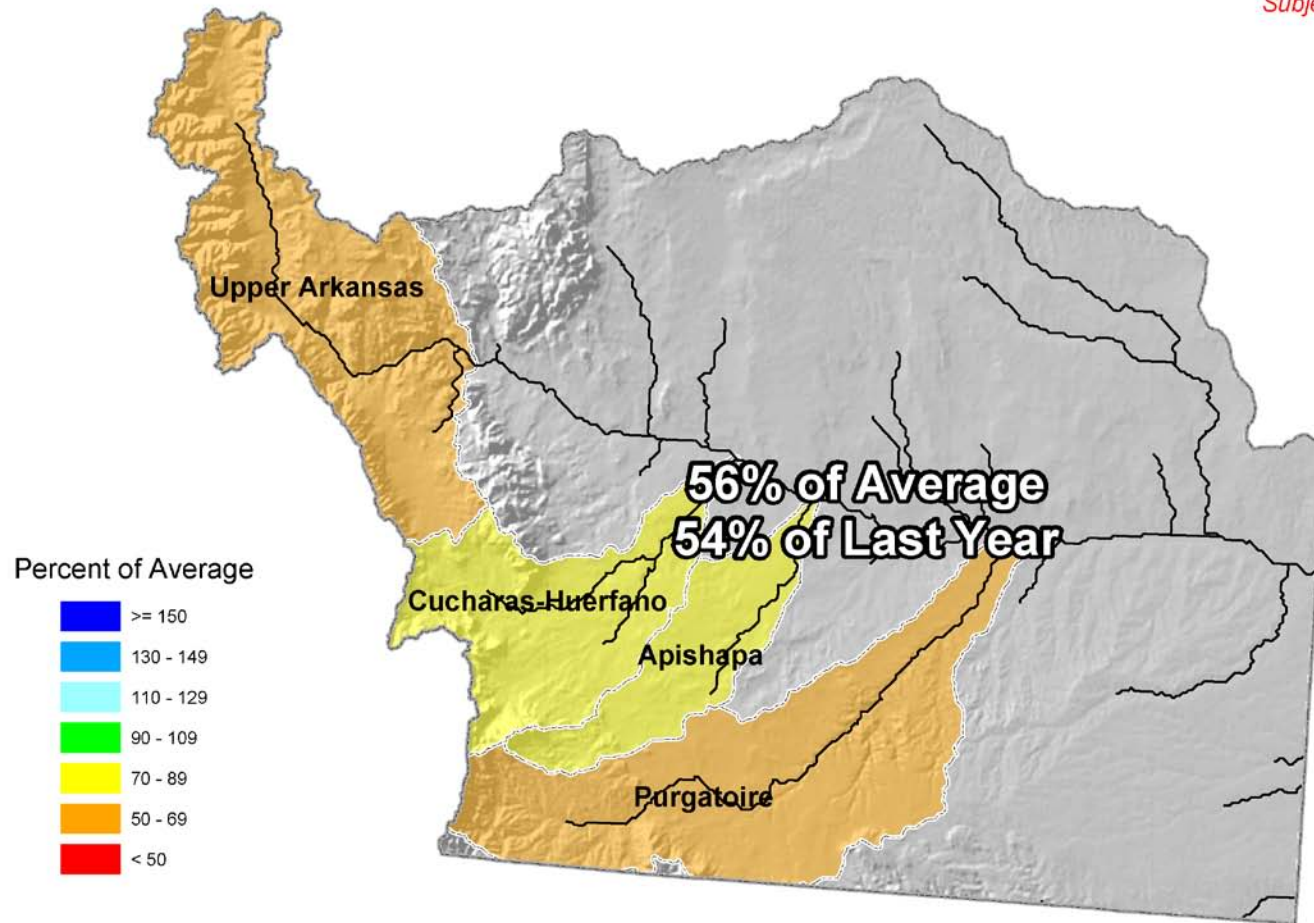 Subje
Upper Arkansas
56% of Average
54% of Last Year
Percent of Average
>= 150
130 - 149
110 - 129
90 - 109
70 - 89
50 - 69
< 50
Cucharas-Huerfano
Apishapa
Purgatoire